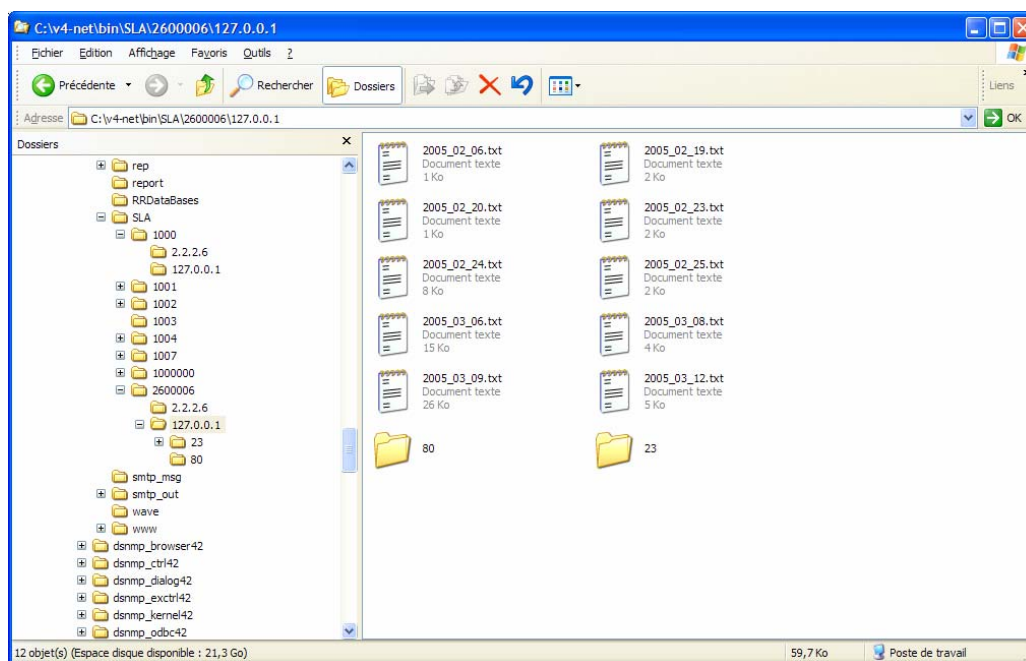 C:\v4-net\bin\SLA\2600006\127.0.0.1
Fichier Edition Affichage Favoris Outils ?
Précédente Rechercher Dossiers Liens
Adresse C:\v4-net\bin\SLA\2600006\127.0.0.1 OK
Dossiers
rep
report
RRDataBases
SLA
1000
2.2.2.6
127.0.0.1
1001
1002
1003
1004
1007
1000000
2600006
2.2.2.6
127.0.0.1
23
80
smtp_msg
smtp_out
wave
www
dsnmp_browser42
dsnmp_ctrl42
dsnmp_dialog42
dsnmp_exctrl42
dsnmp_kernel42
dsnmp_odbc42
2005_02_06.txt
Document texte
1 Ko
2005_02_19.txt
Document texte
2 Ko
2005_02_20.txt
Document texte
1 Ko
2005_02_23.txt
Document texte
2 Ko
2005_02_24.txt
Document texte
8 Ko
2005_02_25.txt
Document texte
2 Ko
2005_03_06.txt
Document texte
15 Ko
2005_03_08.txt
Document texte
4 Ko
2005_03_09.txt
Document texte
26 Ko
2005_03_12.txt
Document texte
5 Ko
80
23
12 objet(s) (Espace disque disponible : 21,3 Go) 59,7 Ko Poste de travail